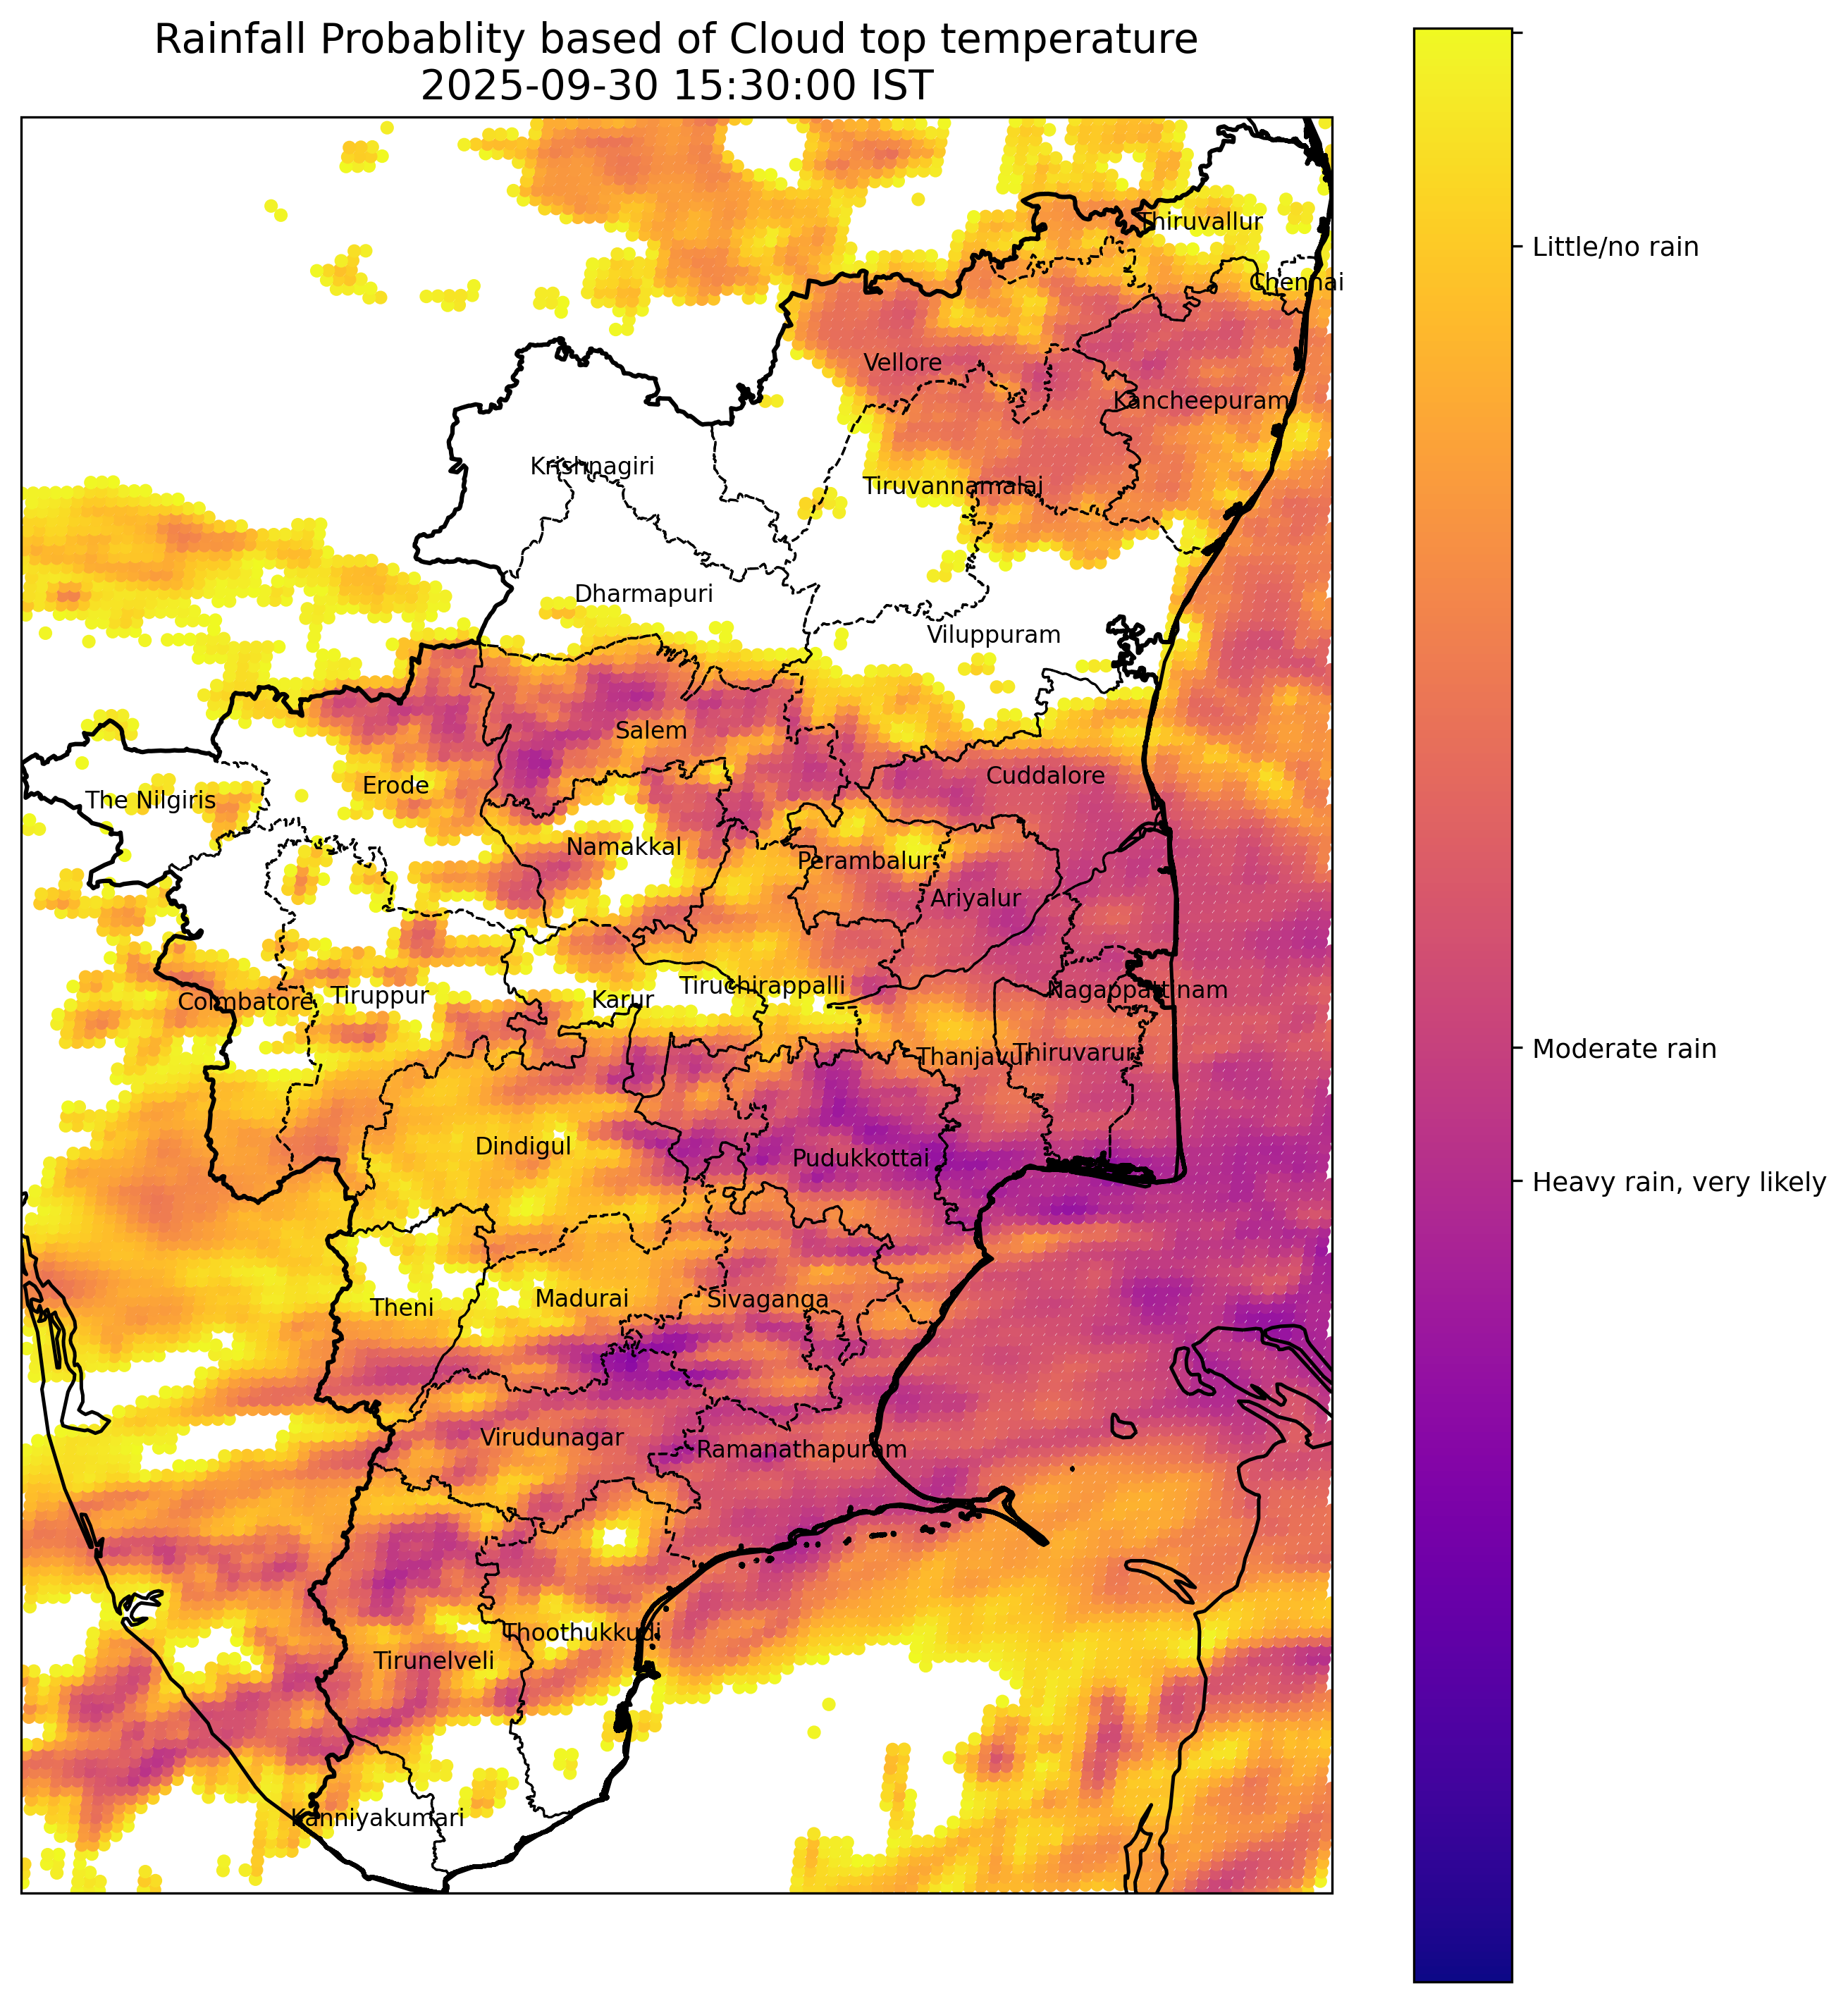 Rainfall Probablity based of Cloud top temperature
2025-09-30 15:30:00 IST
Thiruvallur
Little/no rain
Chennai
Vellore
Kancheepuram
Krishnagiri
Tiruvannamalaj
Dharmapuri
Viluppuram
Salem
Cuddalore
Erode
The Nilgiris
Namakkal
Perambalur
Ariyalur
Tiruchirappalli
Nagappattinam
Coimbatore
Tiruppur
Karur
Thanjavur
Thiruvarur
Moderate rain
Dindigul
Pudukkottai
Heavy rain, very likely
Theni
Madurai
Sivaganga
Virudunagar
Ramanathapuram
Thoothukkudi
Tirunelveli
Kanniyakumari